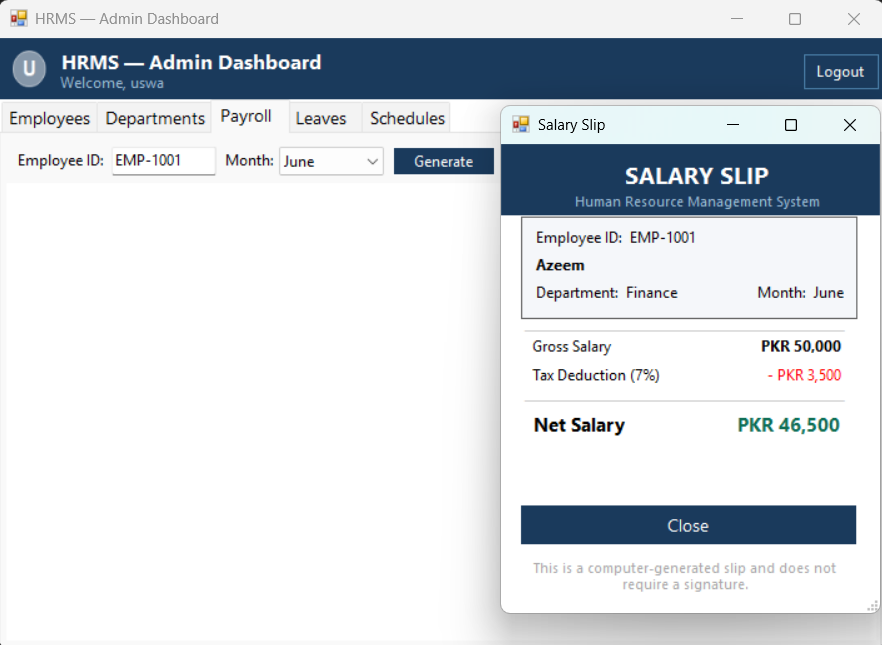 HRMS — Admin Dashboard
U
HRMS — Admin Dashboard
Welcome, uswa
Logout
Employees Departments Payroll Leaves Schedules
Employee ID: EMP-1001 Month: June Generate
Salary Slip
SALARY SLIP
Human Resource Management System
Employee ID: EMP-1001
Azeem
Department: Finance Month: June
Gross Salary PKR 50,000
Tax Deduction (7%) - PKR 3,500
Net Salary PKR 46,500
Close
This is a computer-generated slip and does not
require a signature.